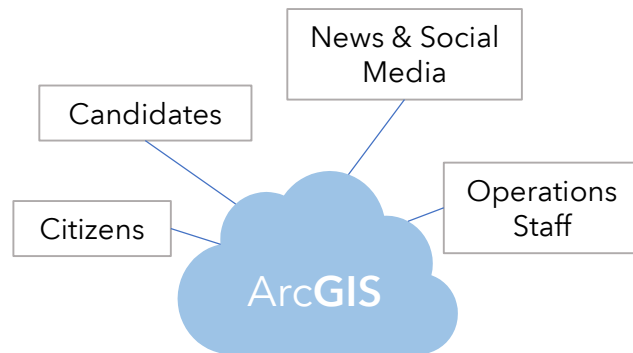 News & Social
Media
Candidates
Operations
Staff
Citizens
ArcGIS